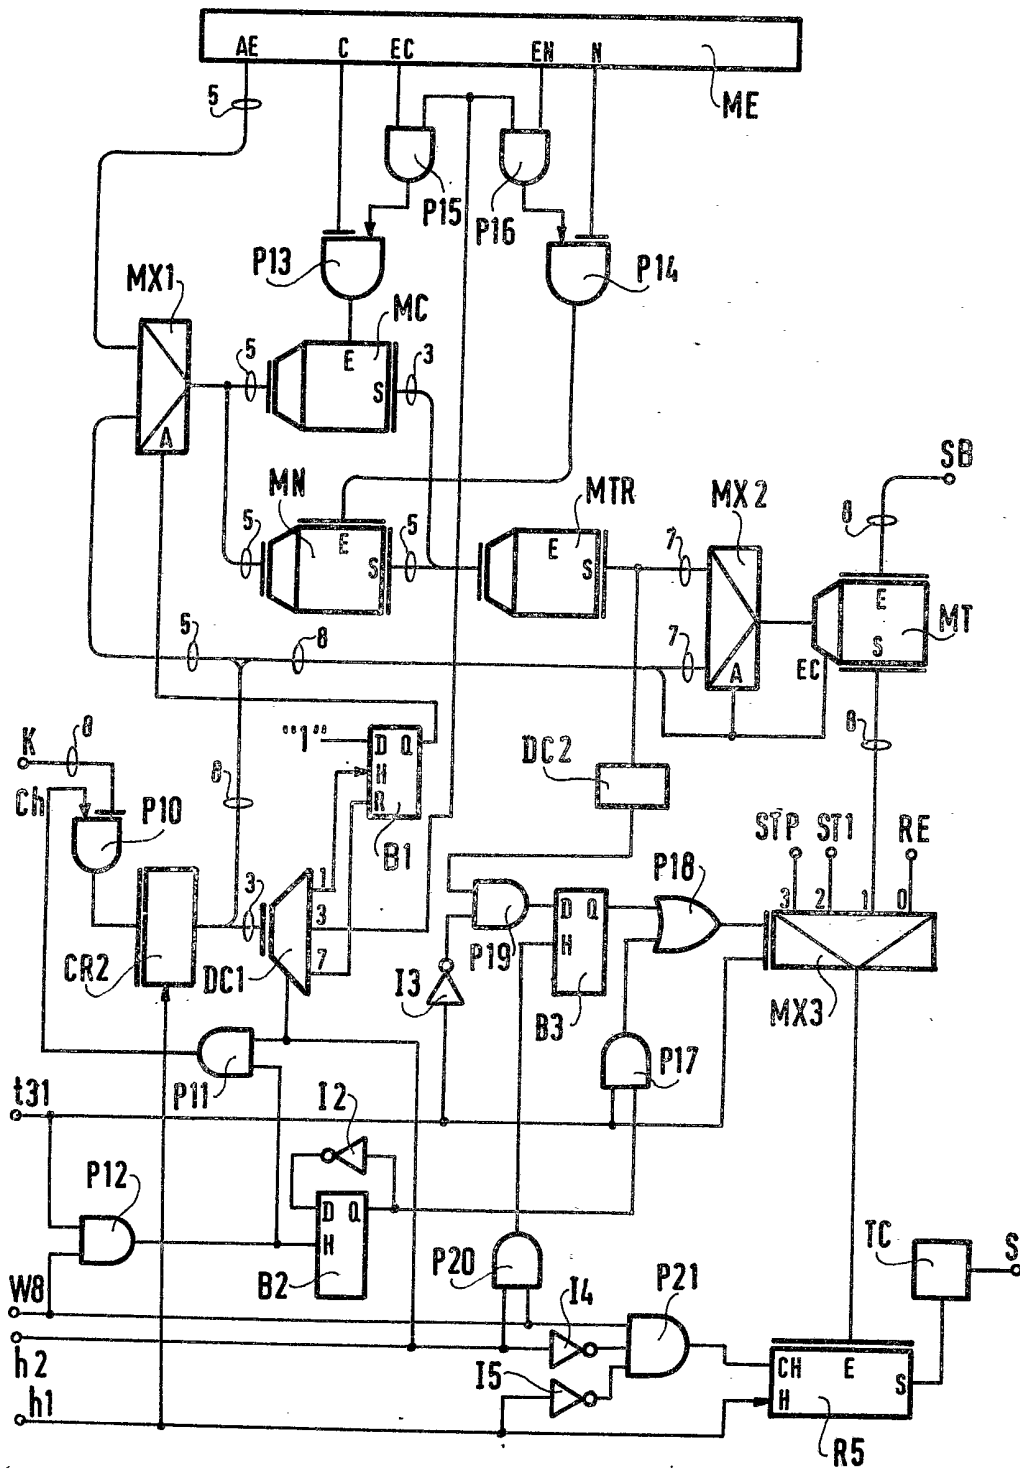 AE C EC EN N
ME
5
P15
P16
P13
P14
MX1
MC
5
E
3
S
A
MN
MTR
MX2
SB
8
5
E
5
E
7
E
S
S
S
MT
5
8
7
A
EC
"1"
D Q
8
K
8
H
DC2
Ch
P10
8
R
B1
STP ST1 RE
P18
1
3
3 2 1 0
3
D Q
7
P19
H
CR2
DC1
I3
MX3
B3
P11
P17
t31
I2
P12
D Q
H
P20
TC
S
B2
P21
W8
I4
h2
I5
CH E
S
h1
H
R5